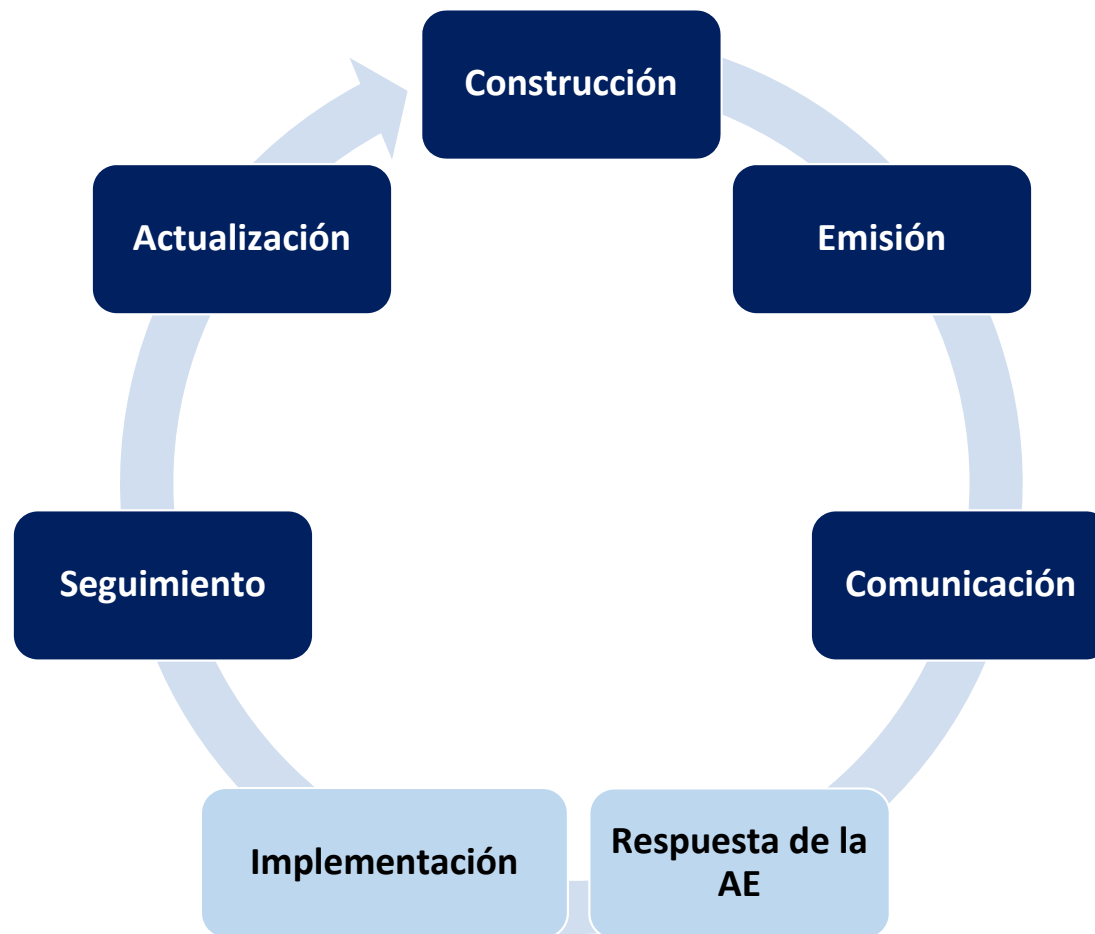 Construcción
Emisión
Comunicación
Respuesta de la
AE
Implementación
Seguimiento
Actualización